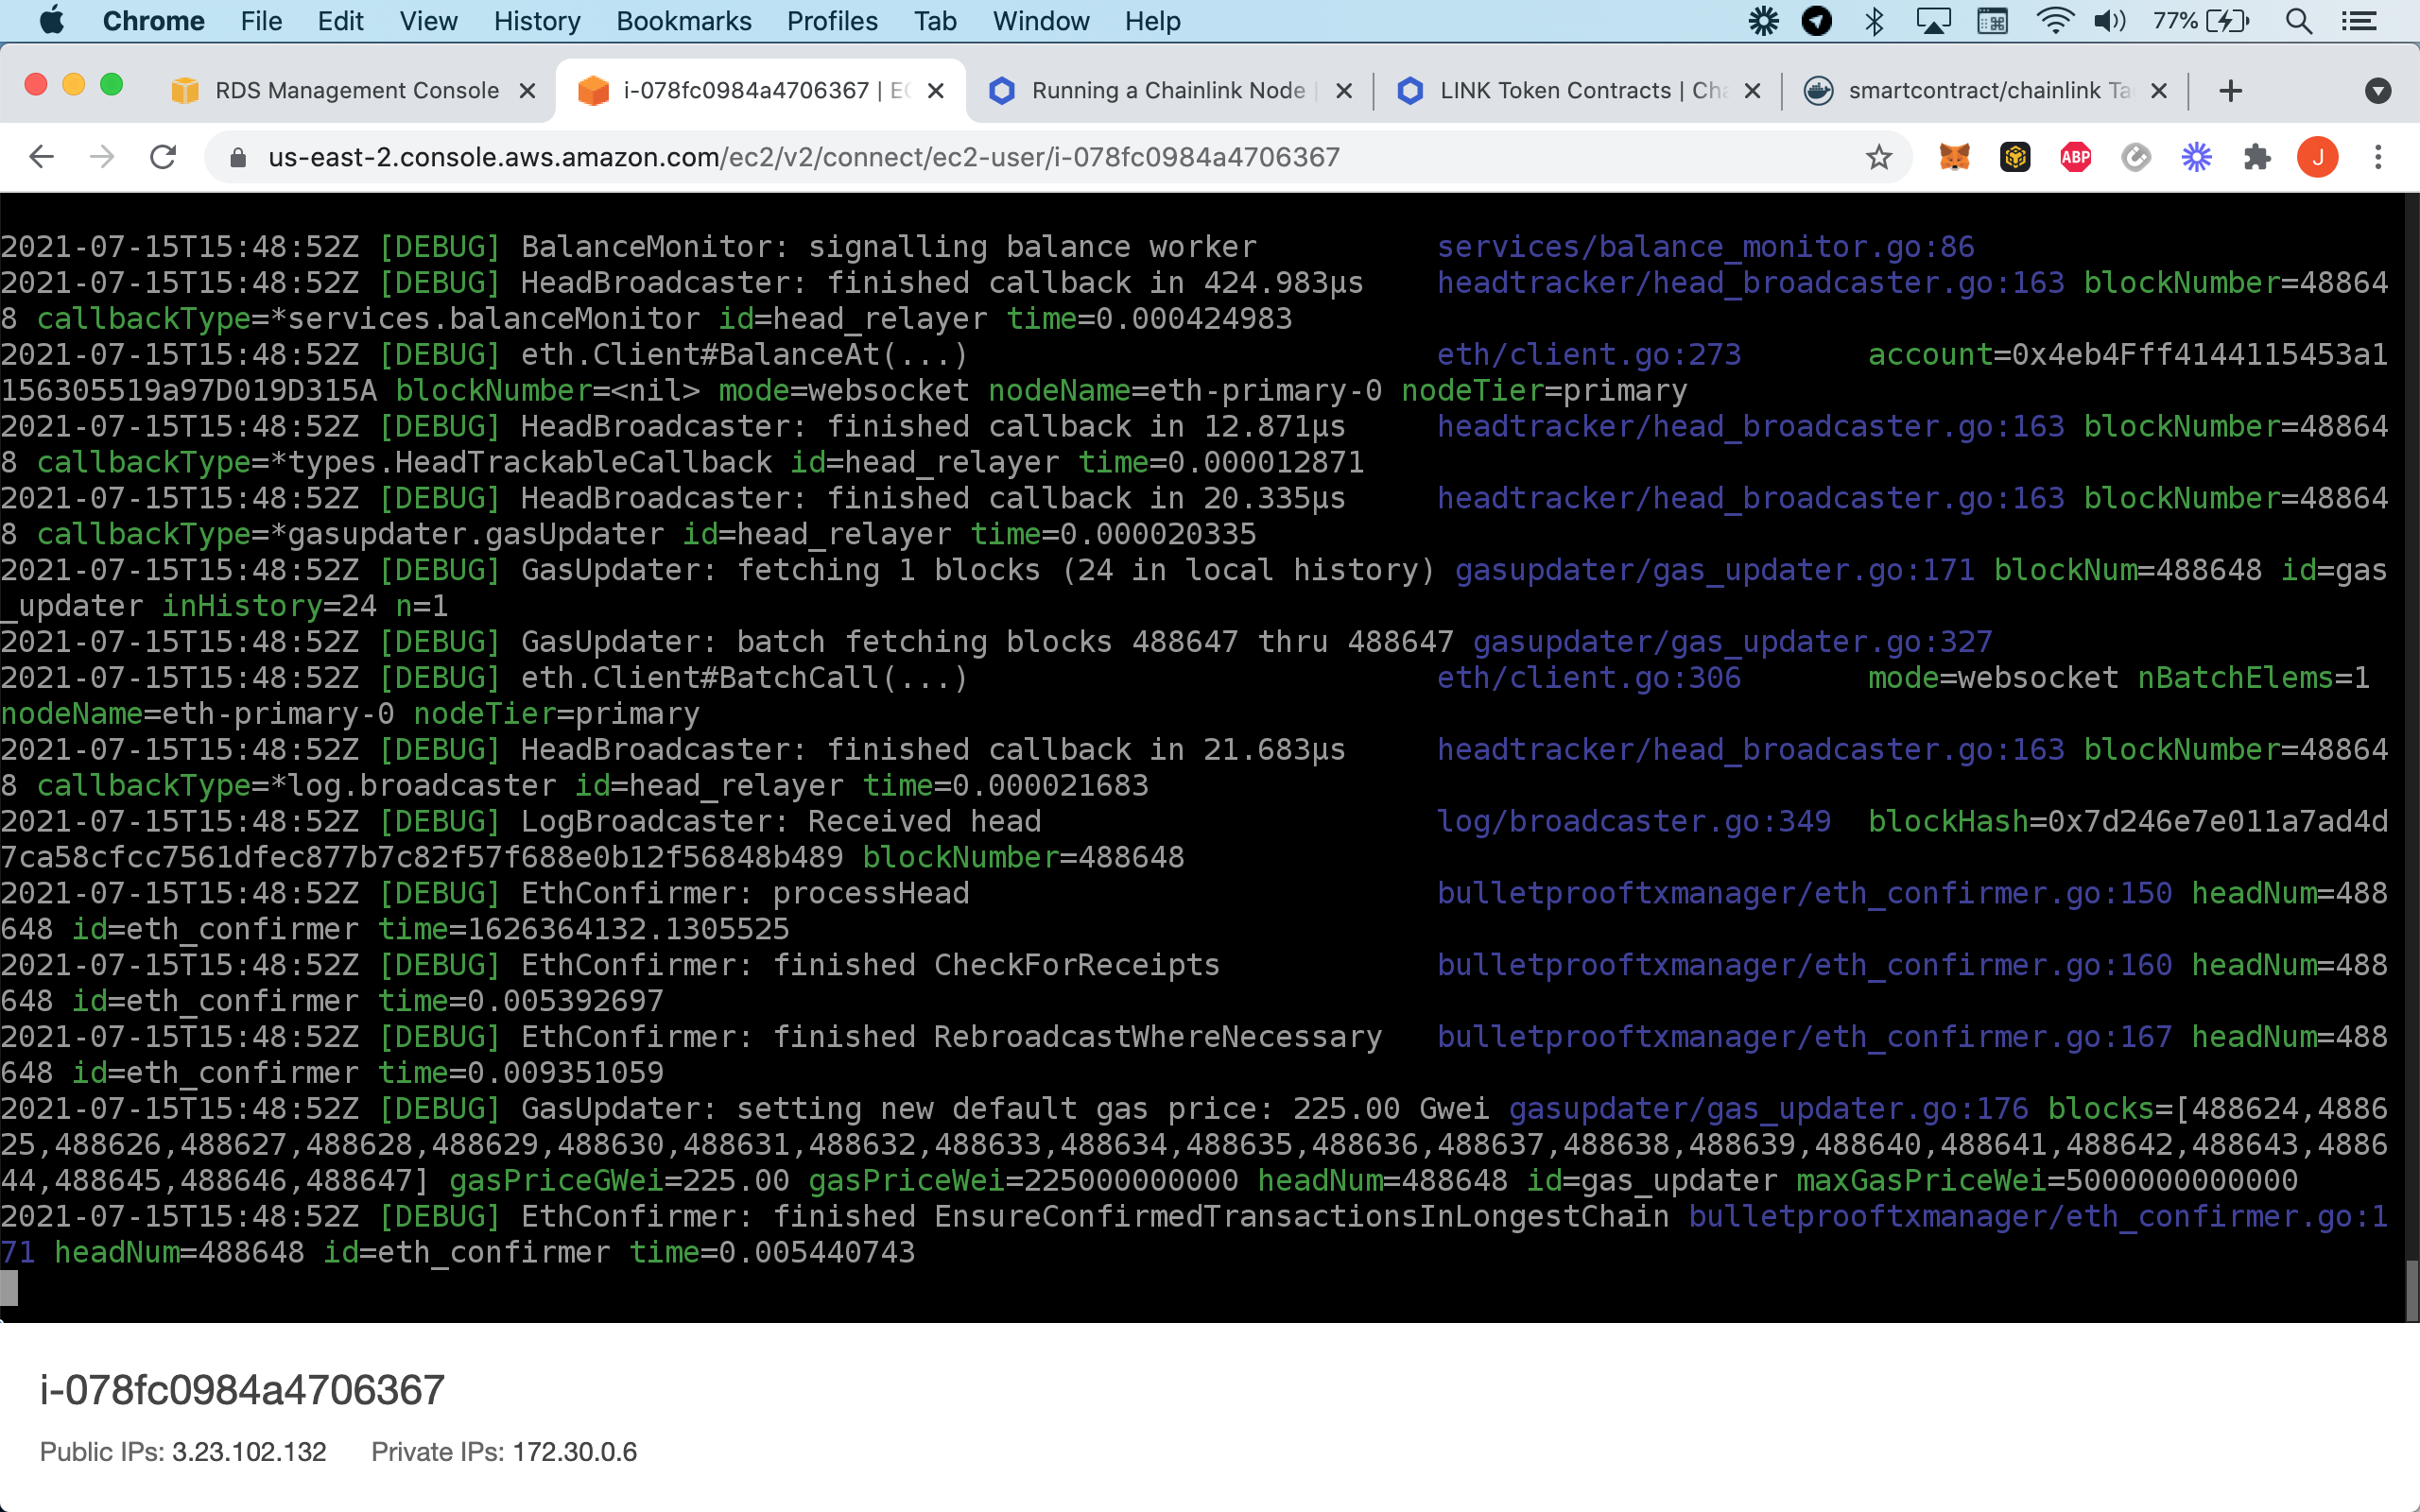 Chrome File Edit View History Bookmarks Profiles Tab Window Help 77%
RDS Management Console i-078fc0984a4706367 | EC Running a Chainlink Node | LINK Token Contracts | Cha smartcontract/chainlink Ta
us-east-2.console.aws.amazon.com/ec2/v2/connect/ec2-user/i-078fc0984a4706367 ABP J
2021-07-15T15:48:52Z [DEBUG] BalanceMonitor: signalling balance worker services/balance_monitor.go:86
2021-07-15T15:48:52Z [DEBUG] HeadBroadcaster: finished callback in 424.983µs headtracker/head_broadcaster.go:163 blockNumber=48864
8 callbackType=*services.balanceMonitor id=head_relayer time=0.000424983
2021-07-15T15:48:52Z [DEBUG] eth.Client#BalanceAt(...) eth/client.go:273 account=0x4eb4Fff4144115453a1
156305519a97D019D315A blockNumber=<nil> mode=websocket nodeName=eth-primary-0 nodeTier=primary
2021-07-15T15:48:52Z [DEBUG] HeadBroadcaster: finished callback in 12.871µs headtracker/head_broadcaster.go:163 blockNumber=48864
8 callbackType=*types.HeadTrackableCallback id=head_relayer time=0.000012871
2021-07-15T15:48:52Z [DEBUG] HeadBroadcaster: finished callback in 20.335µs headtracker/head_broadcaster.go:163 blockNumber=48864
8 callbackType=*gasupdater.gasUpdater id=head_relayer time=0.000020335
2021-07-15T15:48:52Z [DEBUG] GasUpdater: fetching 1 blocks (24 in local history) gasupdater/gas_updater.go:171 blockNum=488648 id=gas
_updater inHistory=24 n=1
2021-07-15T15:48:52Z [DEBUG] GasUpdater: batch fetching blocks 488647 thru 488647 gasupdater/gas_updater.go:327
2021-07-15T15:48:52Z [DEBUG] eth.Client#BatchCall(...) eth/client.go:306 mode=websocket nBatchElems=1
nodeName=eth-primary-0 nodeTier=primary
2021-07-15T15:48:52Z [DEBUG] HeadBroadcaster: finished callback in 21.683µs headtracker/head_broadcaster.go:163 blockNumber=48864
8 callbackType=*log.broadcaster id=head_relayer time=0.000021683
2021-07-15T15:48:52Z [DEBUG] LogBroadcaster: Received head log/broadcaster.go:349 blockHash=0x7d246e7e011a7ad4d
7ca58cfcc7561dfec877b7c82f57f688e0b12f56848b489 blockNumber=488648
2021-07-15T15:48:52Z [DEBUG] EthConfirmer: processHead bulletprooftxmanager/eth_confirmer.go:150 headNum=488
648 id=eth_confirmer time=1626364132.1305525
2021-07-15T15:48:52Z [DEBUG] EthConfirmer: finished CheckForReceipts bulletprooftxmanager/eth_confirmer.go:160 headNum=488
648 id=eth_confirmer time=0.005392697
2021-07-15T15:48:52Z [DEBUG] EthConfirmer: finished RebroadcastWhereNecessary bulletprooftxmanager/eth_confirmer.go:167 headNum=488
648 id=eth_confirmer time=0.009351059
2021-07-15T15:48:52Z [DEBUG] GasUpdater: setting new default gas price: 225.00 Gwei gasupdater/gas_updater.go:176 blocks=[488624,4886
25,488626,488627,488628,488629,488630,488631,488632,488633,488634,488635,488636,488637,488638,488639,488640,488641,488642,488643,4886
44,488645,488646,488647] gasPriceGWei=225.00 gasPriceWei=225000000000 headNum=488648 id=gas_updater maxGasPriceWei=5000000000000
2021-07-15T15:48:52Z [DEBUG] EthConfirmer: finished EnsureConfirmedTransactionsInLongestChain bulletprooftxmanager/eth_confirmer.go:1
71 headNum=488648 id=eth_confirmer time=0.005440743
i-078fc0984a4706367
Public IPs: 3.23.102.132 Private IPs: 172.30.0.6